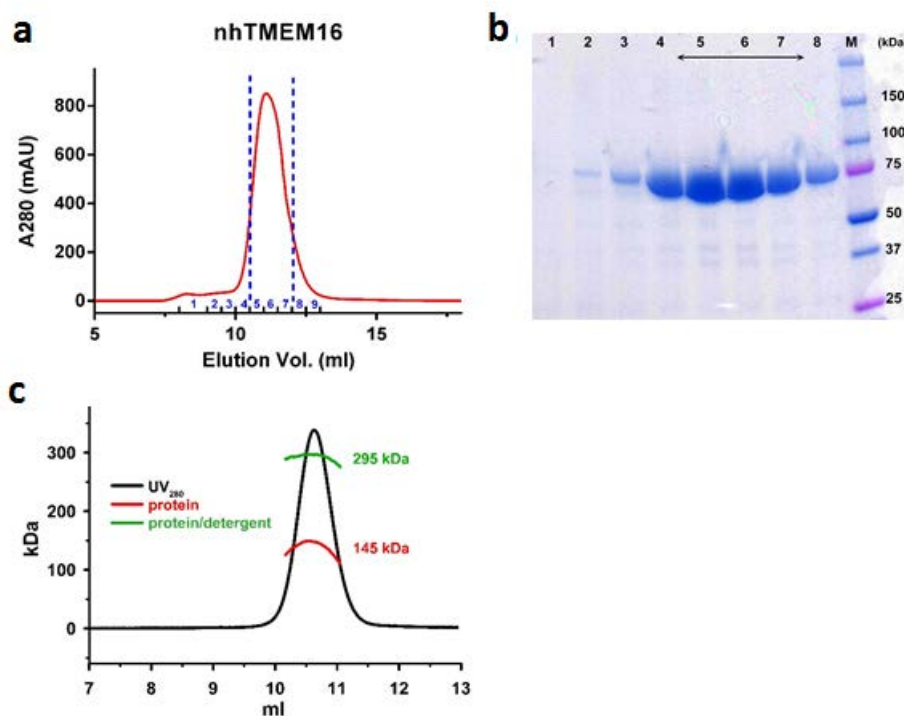 a
nhTMEM16
A280 (mAU)
800
600
400
200
0
1 2 3 4 5 6 7 8 9
5 10 15
Elution Vol. (ml)
b
1 2 3 4 5 6 7 8 M (kDa)
150
100
75
50
37
25
c
kDa
300
200
100
0
UV280
protein
protein/detergent
295 kDa
145 kDa
7 8 9 10 11 12 13
ml